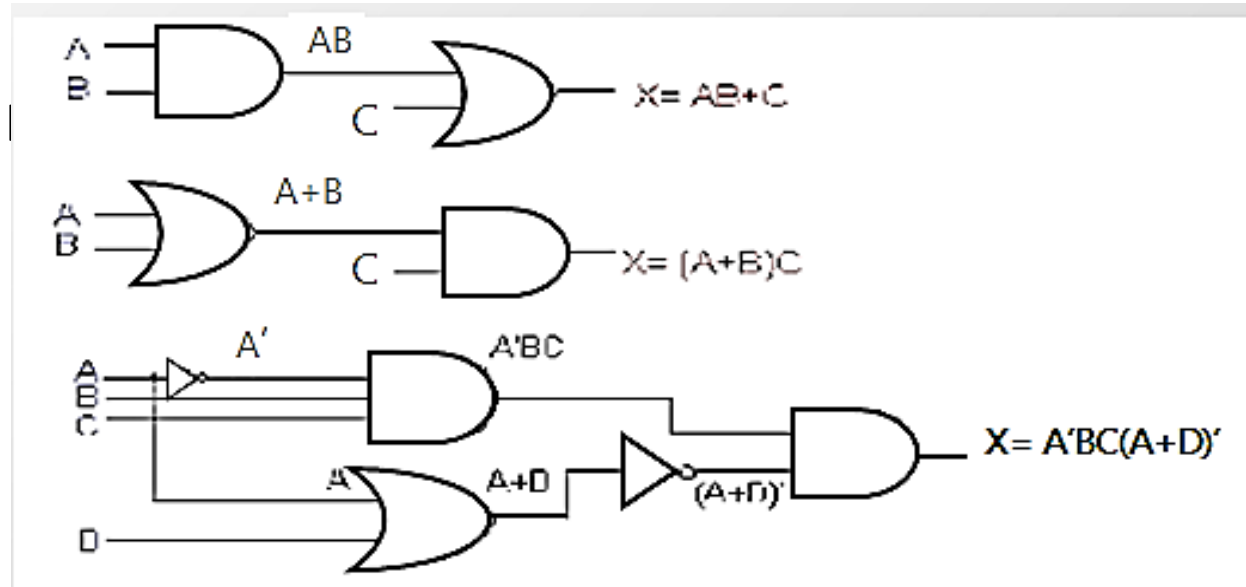 A
AB
B
C
X= AB+C
A+B
A
B
C
X= (A+B)C
A'
A'BC
A
B
C
X= A'BC(A+D)'
A
A+D
(A+D)'
D